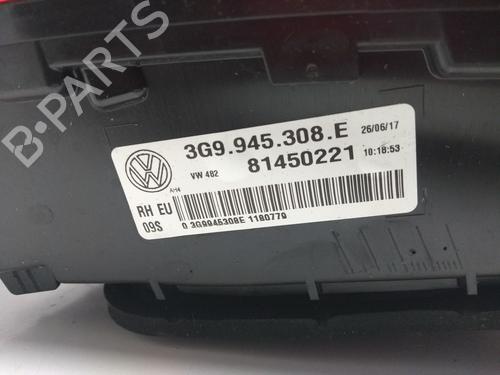 B-Parts
3G9.945.308.E 26/06/17
VW 482 81450221 10:18:53
AH4
RH EU
09S 0 3G9945308E 1180779